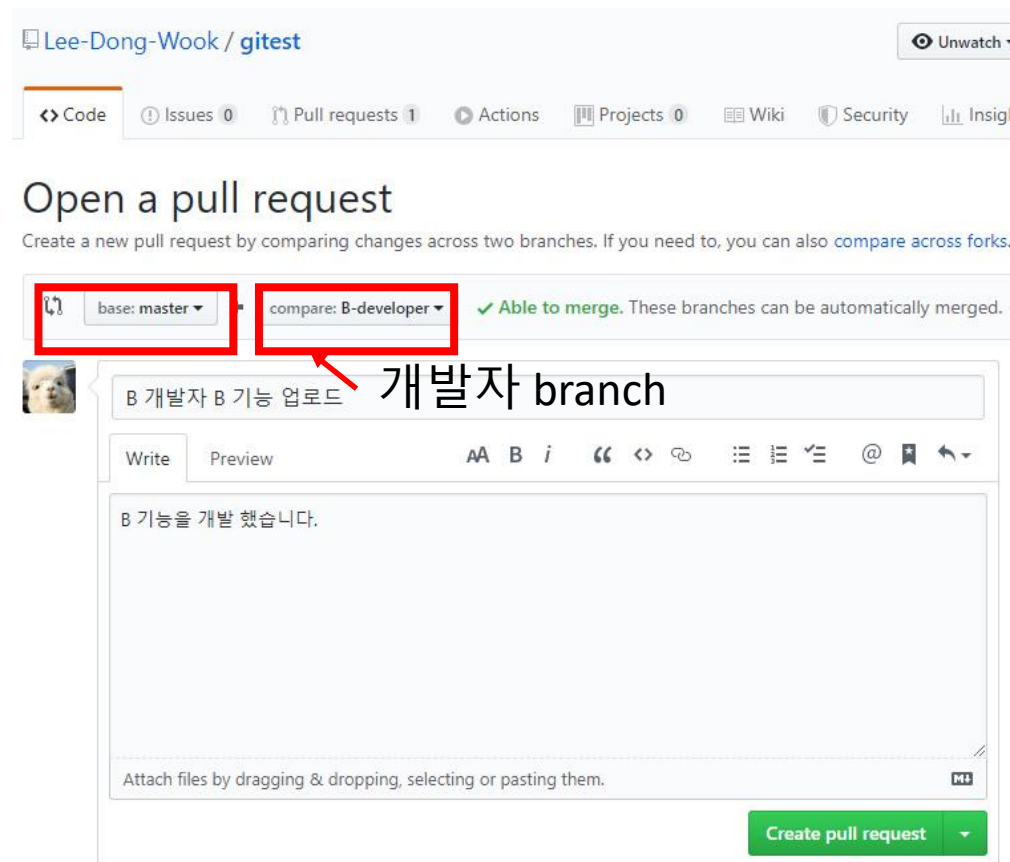 Lee-Dong-Wook / gitest
Unwatch
Code Issues 0 Pull requests 1 Actions Projects 0 Wiki Security
Open a pull request
Create a new pull request by comparing changes across two branches. If you need to, you can also compare across forks.
base: master compare: B-developer Able to merge. These branches can be automatically merged.
개발자 branch
B 개발자 B 기능 업로드
Write Preview AA B i @
B 기능을 개발 했습니다.
Attach files by dragging & dropping, selecting or pasting them.
Create pull request